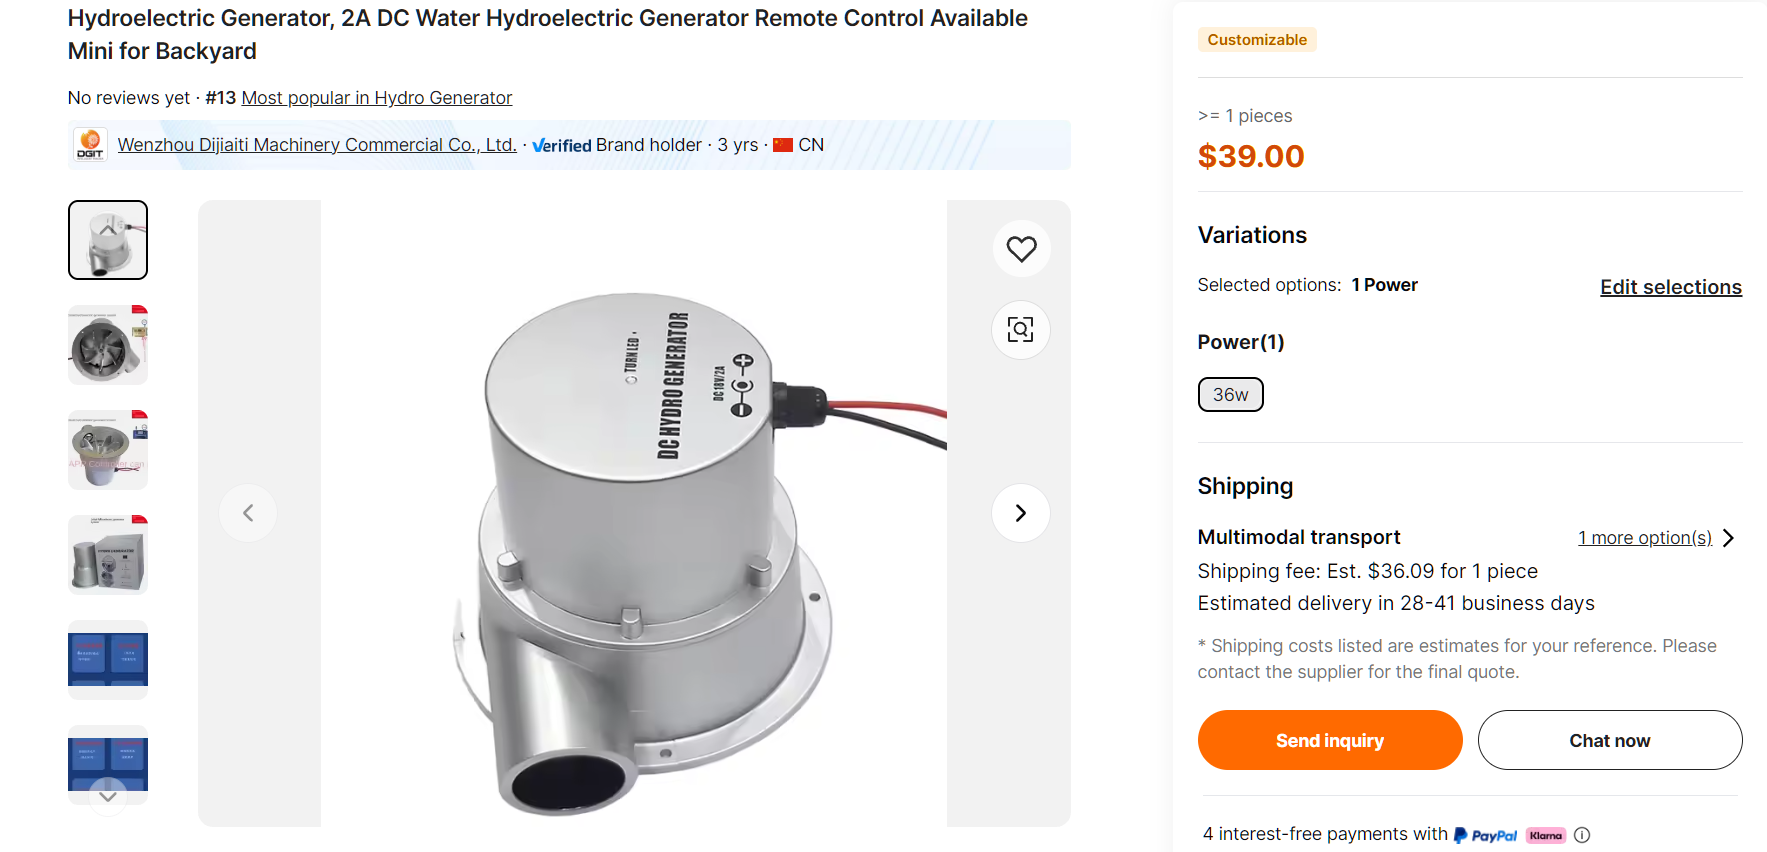 Hydroelectric Generator, 2A DC Water Hydroelectric Generator Remote Control Available
Mini for Backyard
No reviews yet · #13 Most popular in Hydro Generator
DGIT
Wenzhou Dijiaiti Machinery Commercial Co., Ltd. · Verified Brand holder · 3 yrs · CN
TURN LED
DC HYDRO GENERATOR
DC18V/2A
Customizable
>= 1 pieces
$39.00
Variations
Selected options: 1 Power
Edit selections
Power(1)
36w
Shipping
Multimodal transport
1 more option(s)
Shipping fee: Est. $36.09 for 1 piece
Estimated delivery in 28-41 business days
* Shipping costs listed are estimates for your reference. Please
contact the supplier for the final quote.
Send inquiry
Chat now
4 interest-free payments with PayPal Klarna